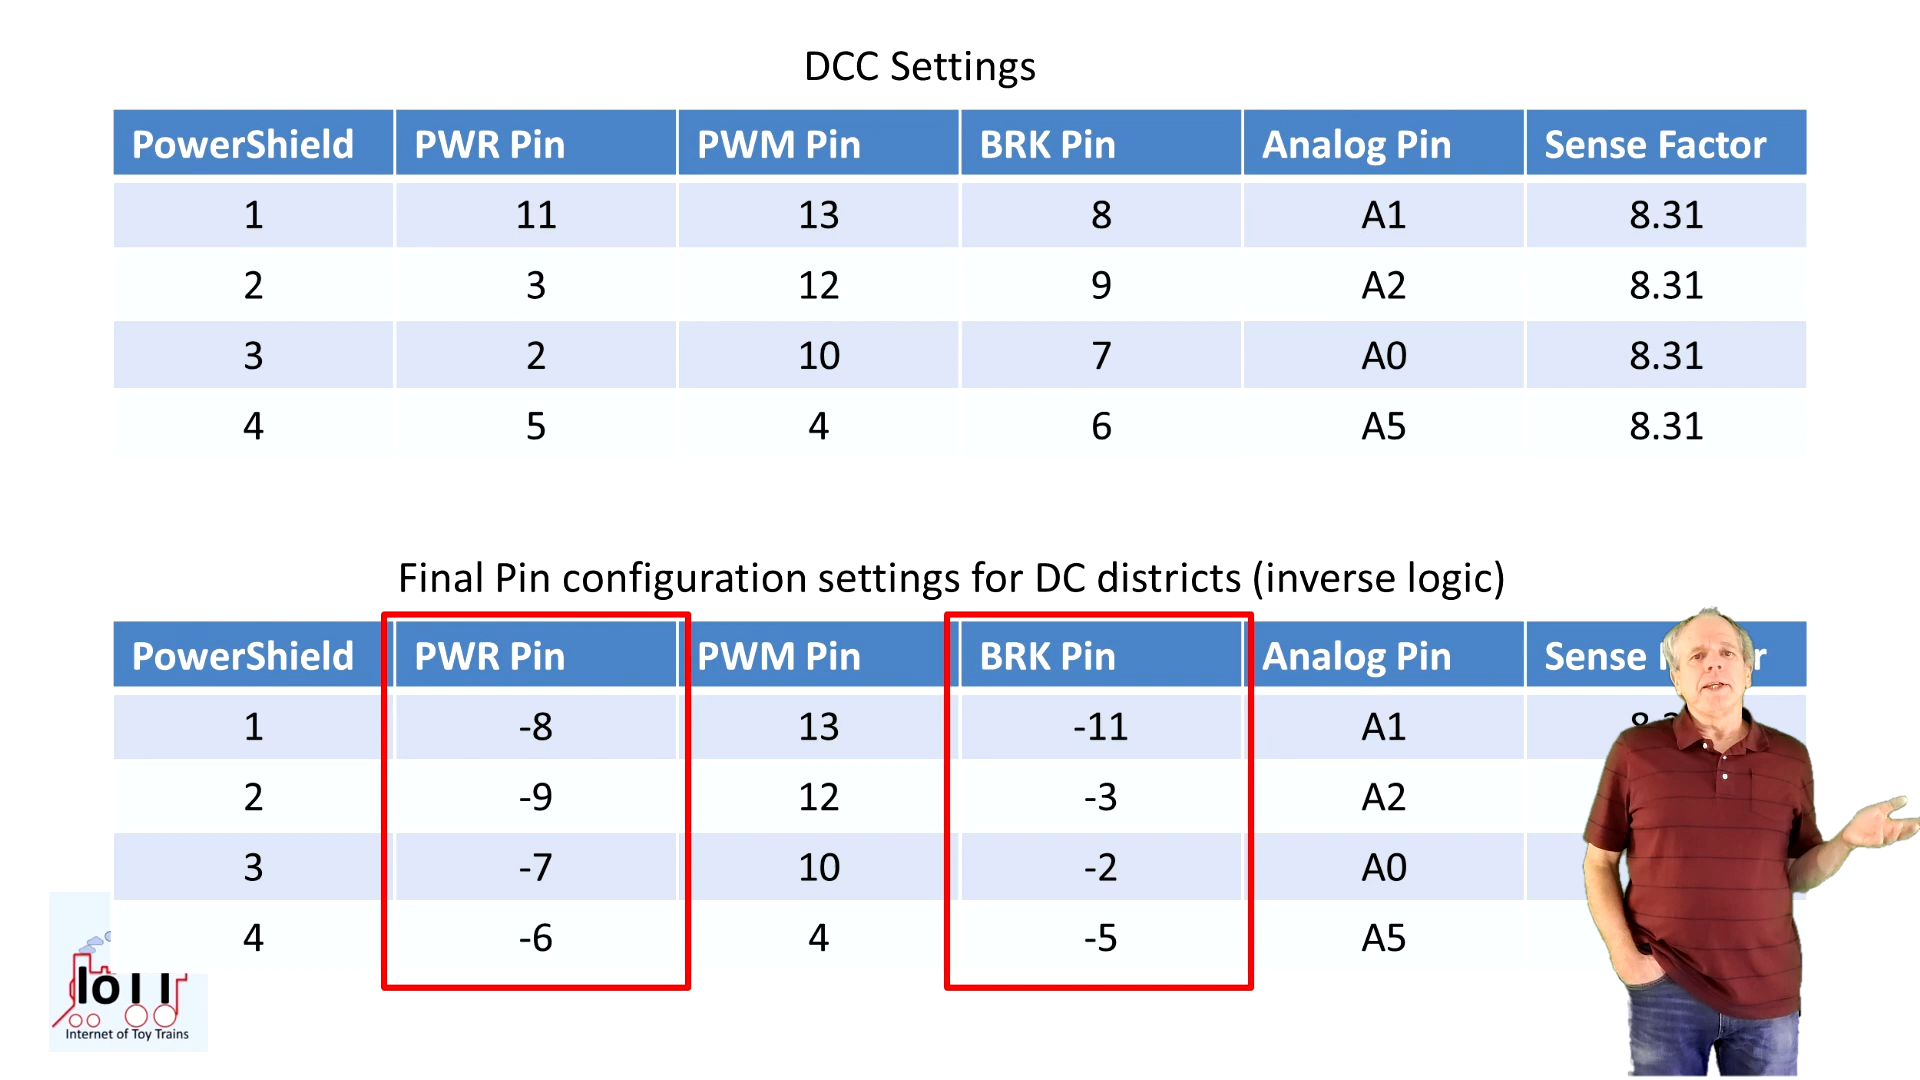 DCC Settings
PowerShield PWR Pin PWM Pin BRK Pin Analog Pin Sense Factor
1 11 13 8 A1 8.31
2 3 12 9 A2 8.31
3 2 10 7 A0 8.31
4 5 4 6 A5 8.31
Final Pin configuration settings for DC districts (inverse logic)
PowerShield PWR Pin PWM Pin BRK Pin Analog Pin Sense
1 -8 13 -11 A1
2 -9 12 -3 A2
3 -7 10 -2 A0
4 -6 4 -5 A5
IoTT
Internet of Toy Trains